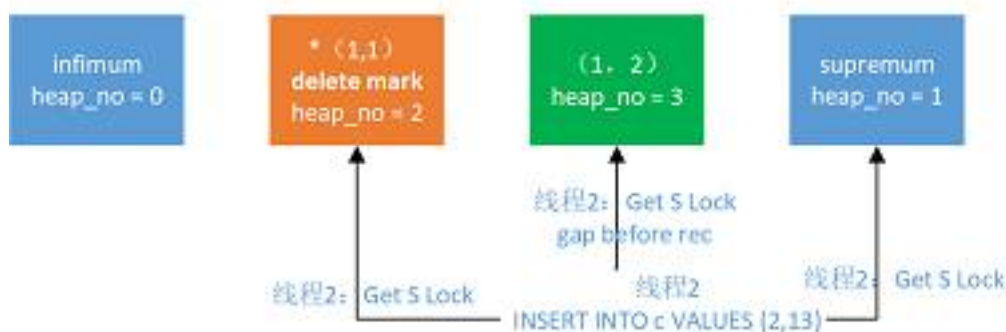 infimum
heap_no = 0
*（1,1）
delete mark
heap_no = 2
（1．2）
heap_no = 3
supremum
heap_no = 1
线程2：Get S Lock
gap before rec
线程2：Get S Lock
线程2
线程2：Get S Lock
INSERT INTO c VALUES (2,13)